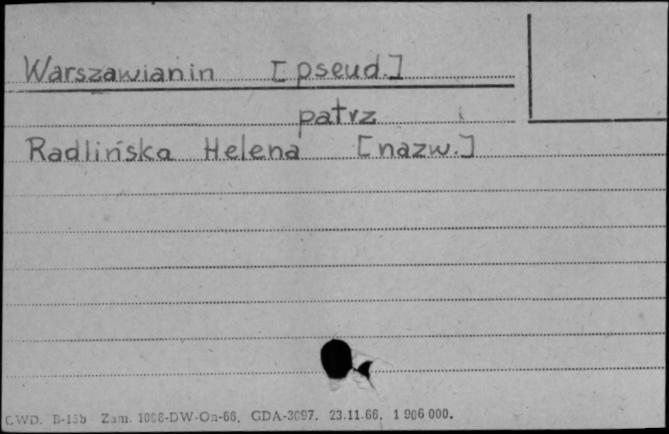 Warszawianin [pseud.]
patrz
Radlińska Helena [nazw.]
CWD. B-15b Zam. 1068-DW-On-66. GDA-3097. 23.11.66. 1 906 000.